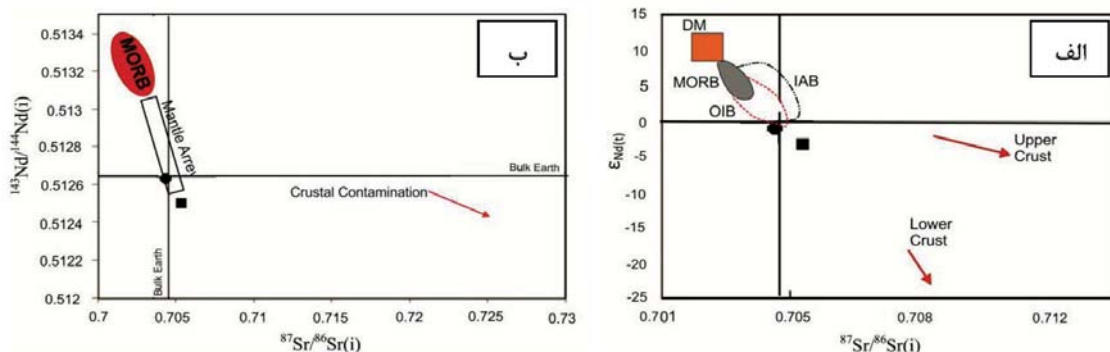 ب
0.5134
0.5132
0.513
0.5128
0.5126
0.5124
0.5122
0.512
¹⁴³Nd/¹⁴⁴Nd(i)
MORB
Mantle Arrey
Bulk Earth
Crustal Contamination
Bulk Earth
0.7
0.705
0.71
0.715
0.72
0.725
0.73
⁸⁷Sr/⁸⁶Sr(i)
الف
15
10
5
0
-5
-10
-15
-20
-25
εNd(t)
DM
MORB
IAB
OIB
Upper
Crust
Lower
Crust
0.701
0.705
0.708
0.712
⁸⁷Sr/⁸⁶Sr(i)